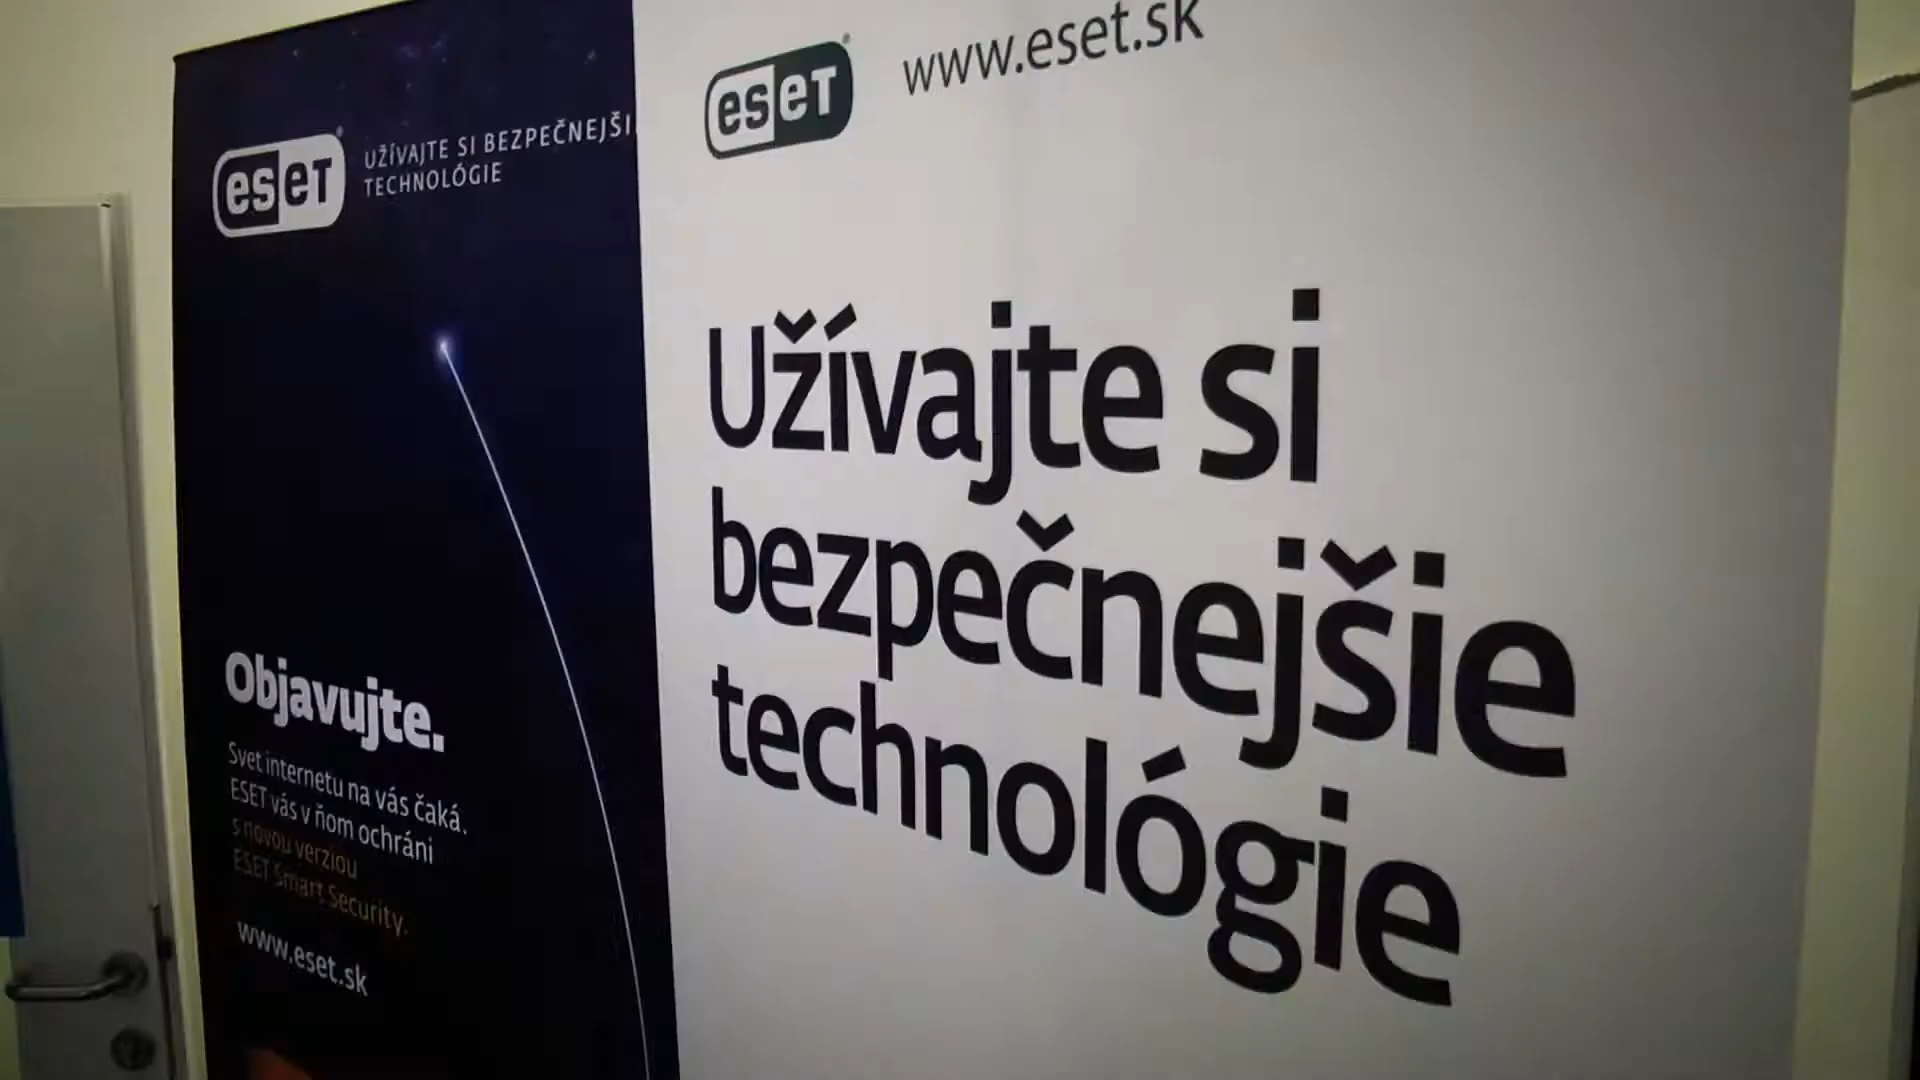 eset
UŽÍVAJTE SI BEZPEČNEJŠI
TECHNOLÓGIE
Objavujte.
Svet internetu na vás čaká.
ESET vás v ňom ochráni
s novou verziou
ESET Smart Security.
www.eset.sk
eset
www.eset.sk
Užívajte si
bezpečnejšie
technológie